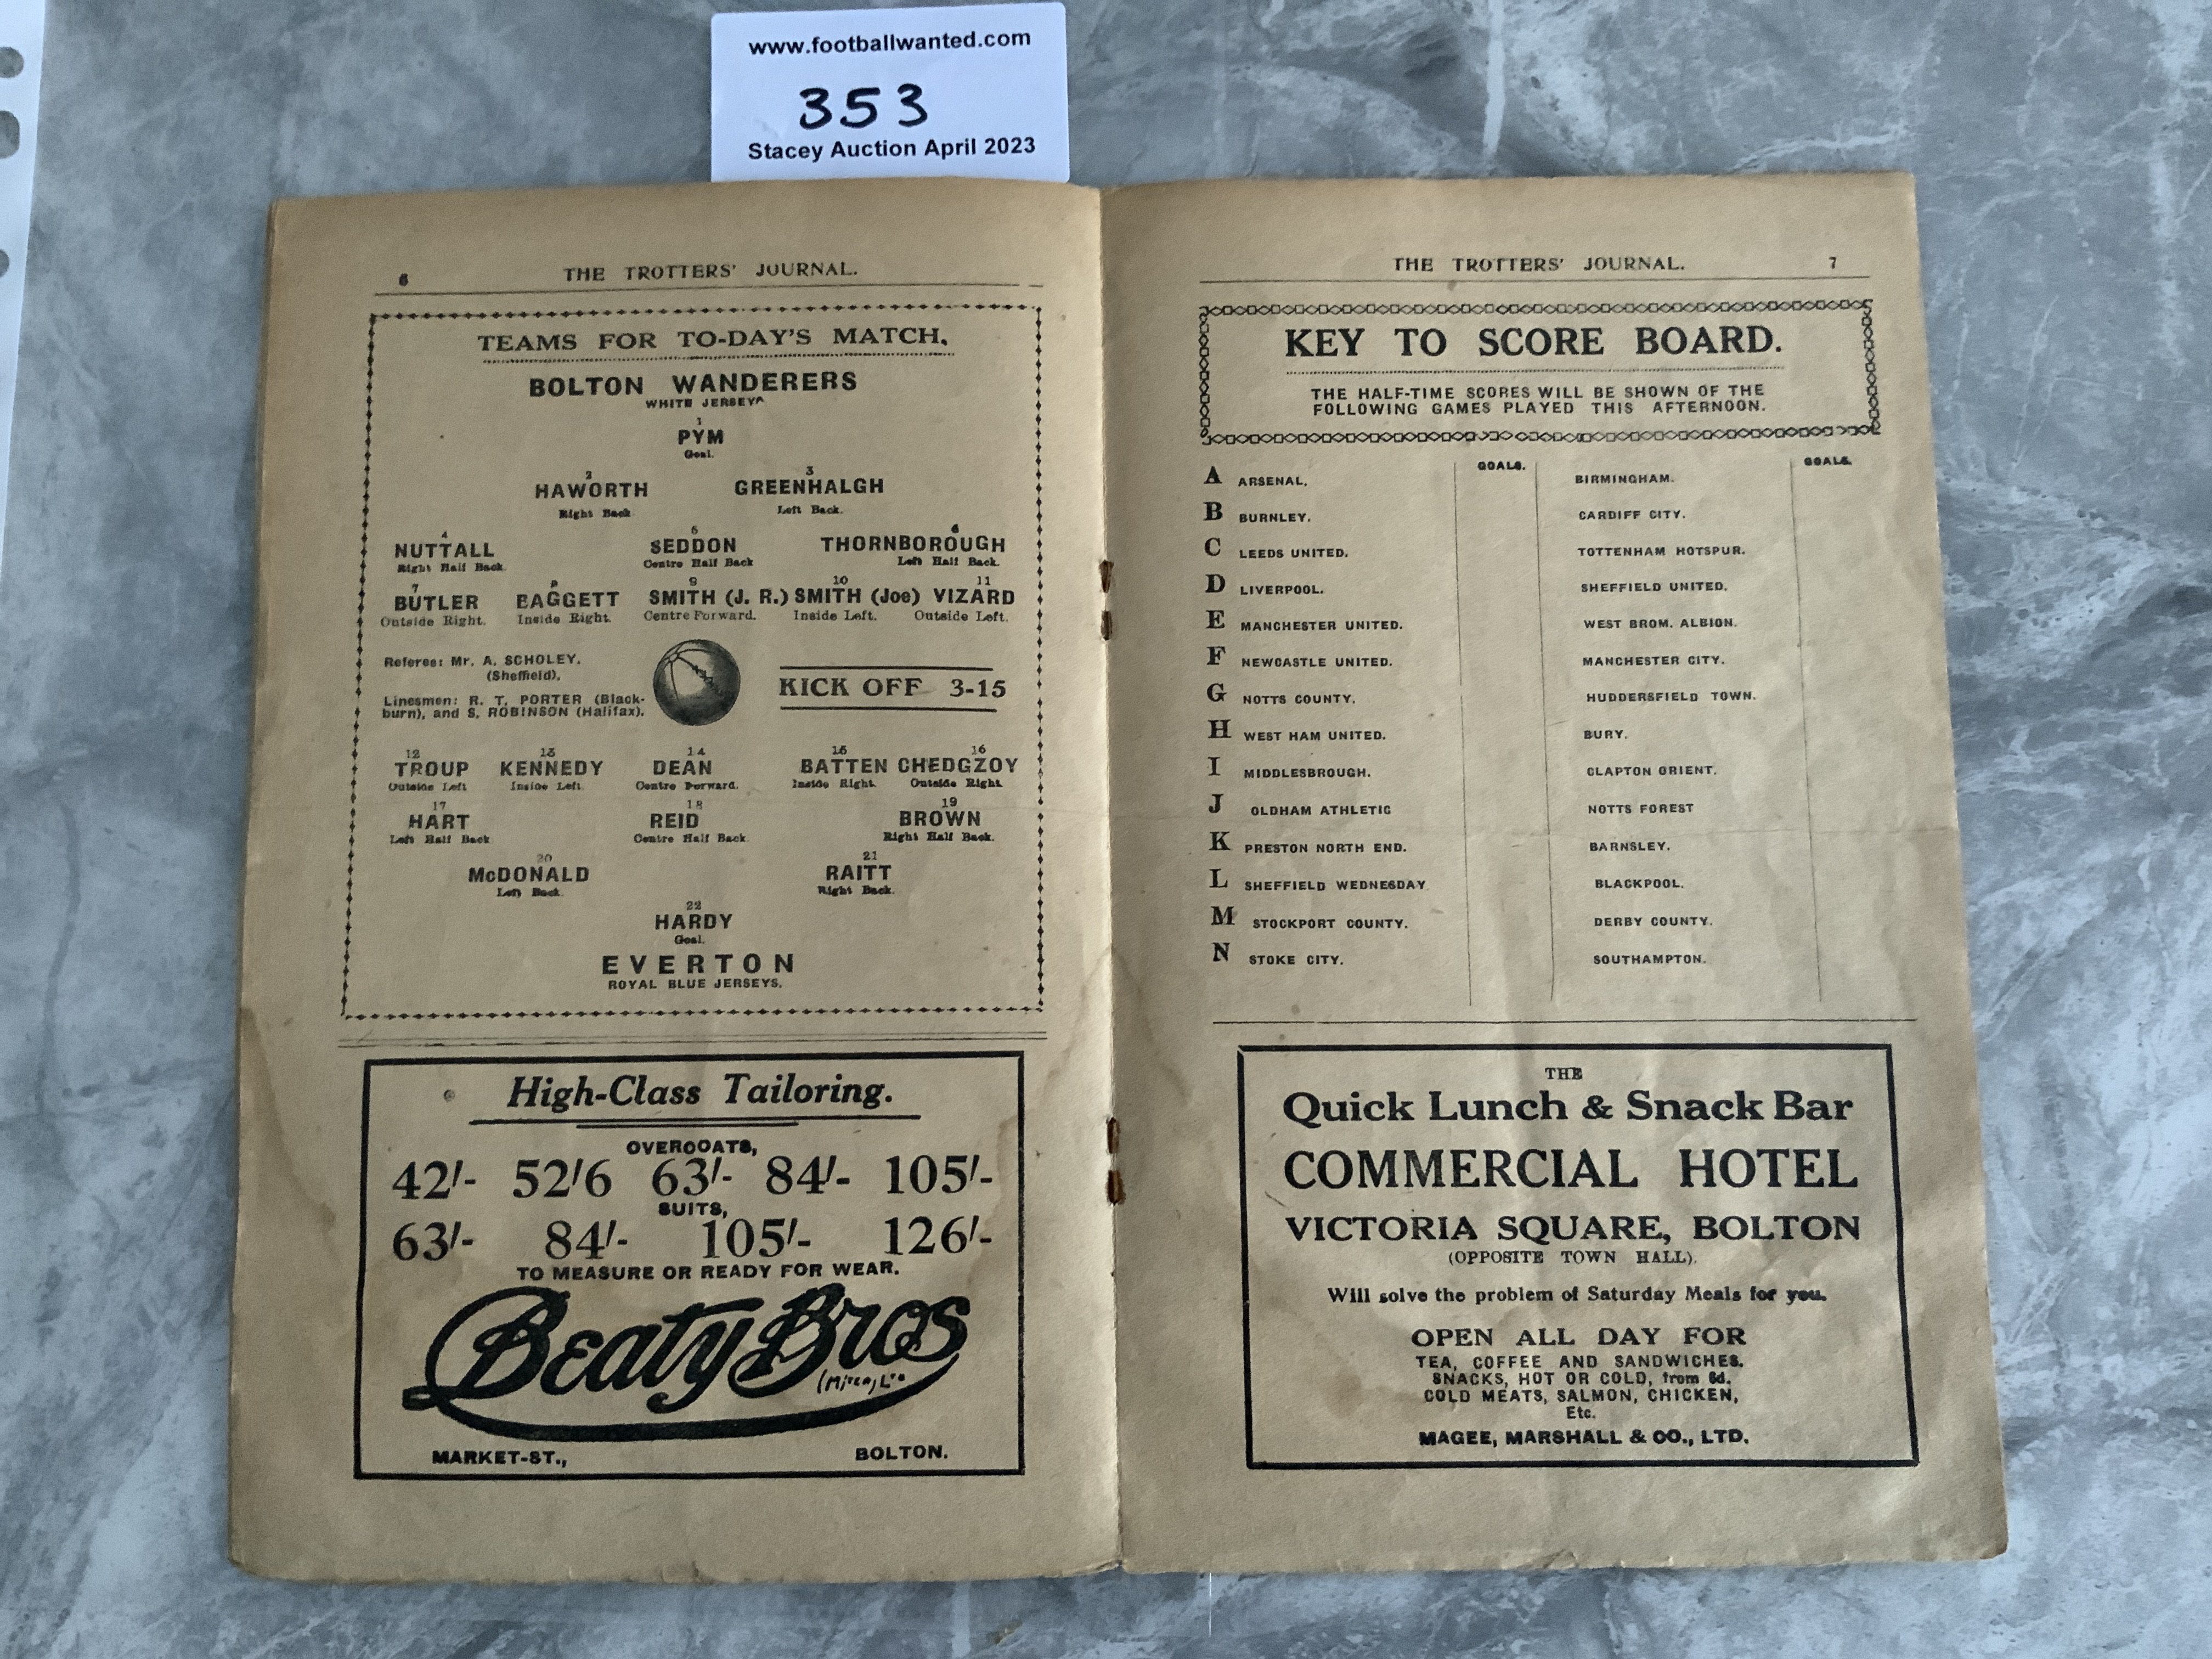 www.footballwanted.com
353
Stacey Auction April 2023
6
THE TROTTERS' JOURNAL.
TEAMS FOR TO-DAY'S MATCH.
BOLTON WANDERERS
WHITE JERSEYS
1
PYM
Goal.
2 3
HAWORTH GREENHALGH
Right Back Left Back.
4 5 6
NUTTALL SEDDON THORNBOROUGH
Right Half Back. Centre Half Back Left Half Back.
7 8 9 10 11
BUTLER BAGGETT SMITH (J. R.) SMITH (Joe) VIZARD
Outside Right. Inside Right. Centre Forward. Inside Left. Outside Left.
Referee: Mr. A. SCHOLEY.
(Sheffield).
Linesmen: R. T. PORTER (Black-
burn), and S. ROBINSON (Halifax).
KICK OFF 3-15
12 13 14 15 16
TROUP KENNEDY DEAN BATTEN CHEDGZOY
Outside Left Inside Left. Centre Forward. Inside Right. Outside Right.
17 18 19
HART REID BROWN
Left Half Back Centre Half Back. Right Half Back.
20 21
McDONALD RAITT
Left Back. Right Back.
22
HARDY
Goal.
EVERTON
ROYAL BLUE JERSEYS.
High-Class Tailoring.
OVERCOATS,
42/- 52/6 63/- 84/- 105/-
SUITS,
63/- 84/- 105/- 126/-
TO MEASURE OR READY FOR WEAR.
Beaty Bros
MARKET-ST., BOLTON.
THE TROTTERS' JOURNAL. 7
KEY TO SCORE BOARD.
THE HALF-TIME SCORES WILL BE SHOWN OF THE
FOLLOWING GAMES PLAYED THIS AFTERNOON.
GOALS. GOALS.
A ARSENAL. BIRMINGHAM.
B BURNLEY. CARDIFF CITY.
C LEEDS UNITED. TOTTENHAM HOTSPUR.
D LIVERPOOL. SHEFFIELD UNITED.
E MANCHESTER UNITED. WEST BROM. ALBION.
F NEWCASTLE UNITED. MANCHESTER CITY.
G NOTTS COUNTY. HUDDERSFIELD TOWN.
H WEST HAM UNITED. BURY.
I MIDDLESBROUGH. CLAPTON ORIENT.
J OLDHAM ATHLETIC NOTTS FOREST
K PRESTON NORTH END. BARNSLEY.
L SHEFFIELD WEDNESDAY BLACKPOOL.
M STOCKPORT COUNTY. DERBY COUNTY.
N STOKE CITY. SOUTHAMPTON.
THE
Quick Lunch & Snack Bar
COMMERCIAL HOTEL
VICTORIA SQUARE, BOLTON
(OPPOSITE TOWN HALL).
Will solve the problem of Saturday Meals for you.
OPEN ALL DAY FOR
TEA, COFFEE AND SANDWICHES.
SNACKS, HOT OR COLD, from 6d.
COLD MEATS, SALMON, CHICKEN,
Etc.
MAGEE, MARSHALL & CO., LTD.